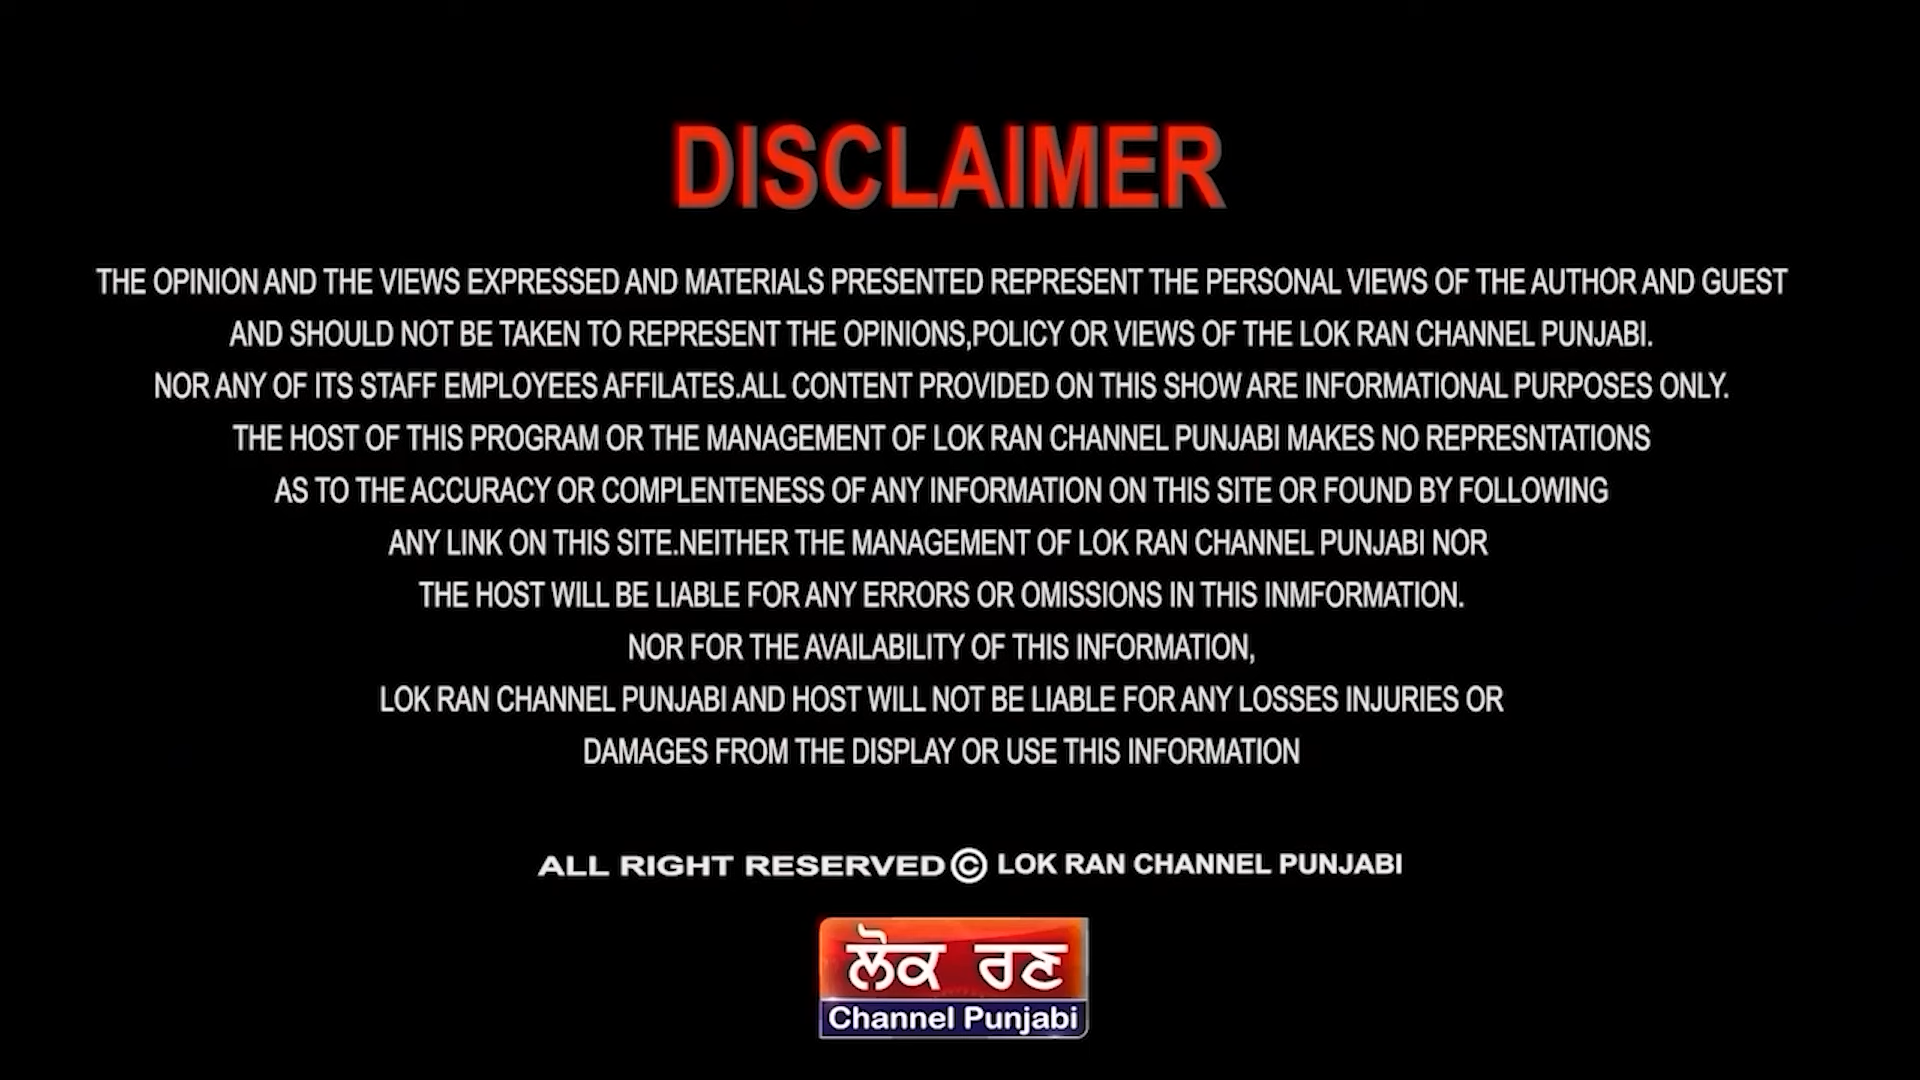 DISCLAIMER
THE OPINION AND THE VIEWS EXPRESSED AND MATERIALS PRESENTED REPRESENT THE PERSONAL VIEWS OF THE AUTHOR AND GUEST
AND SHOULD NOT BE TAKEN TO REPRESENT THE OPINIONS,POLICY OR VIEWS OF THE LOK RAN CHANNEL PUNJABI.
NOR ANY OF ITS STAFF EMPLOYEES AFFILATES.ALL CONTENT PROVIDED ON THIS SHOW ARE INFORMATIONAL PURPOSES ONLY.
THE HOST OF THIS PROGRAM OR THE MANAGEMENT OF LOK RAN CHANNEL PUNJABI MAKES NO REPRESNTATIONS
AS TO THE ACCURACY OR COMPLENTENESS OF ANY INFORMATION ON THIS SITE OR FOUND BY FOLLOWING
ANY LINK ON THIS SITE.NEITHER THE MANAGEMENT OF LOK RAN CHANNEL PUNJABI NOR
THE HOST WILL BE LIABLE FOR ANY ERRORS OR OMISSIONS IN THIS INMFORMATION.
NOR FOR THE AVAILABILITY OF THIS INFORMATION,
LOK RAN CHANNEL PUNJABI AND HOST WILL NOT BE LIABLE FOR ANY LOSSES INJURIES OR
DAMAGES FROM THE DISPLAY OR USE THIS INFORMATION
ALL RIGHT RESERVED© LOK RAN CHANNEL PUNJABI
ਲੋਕ ਰਣ
Channel Punjabi